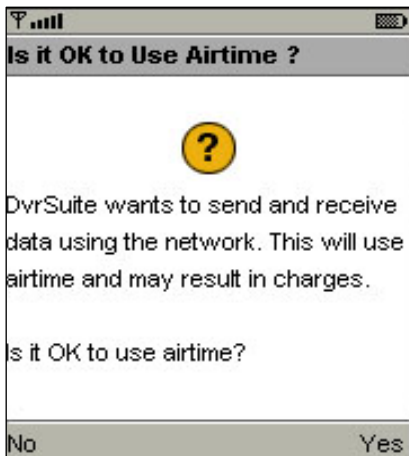 Is it OK to Use Airtime ?
?
DvrSuite wants to send and receive
data using the network. This will use
airtime and may result in charges.
Is it OK to use airtime?
No Yes